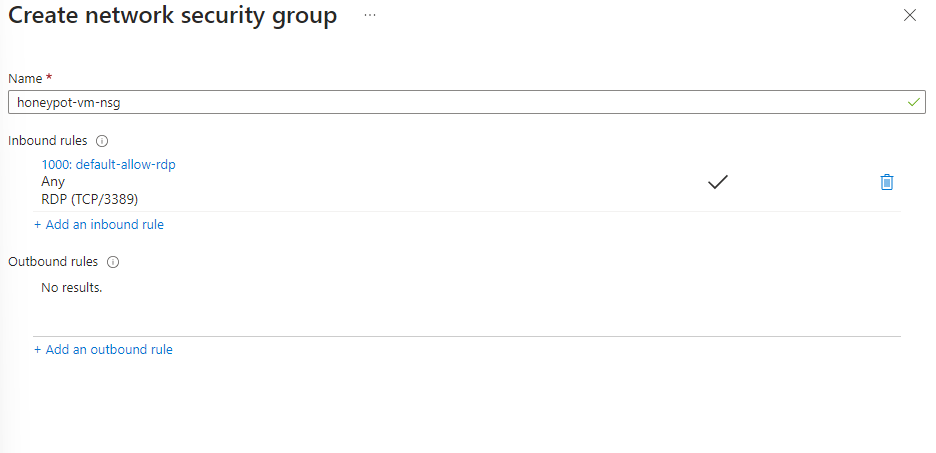 Create network security group ...
Name *
honeypot-vm-nsg
Inbound rules
1000: default-allow-rdp
Any
RDP (TCP/3389)
+ Add an inbound rule
Outbound rules
No results.
+ Add an outbound rule